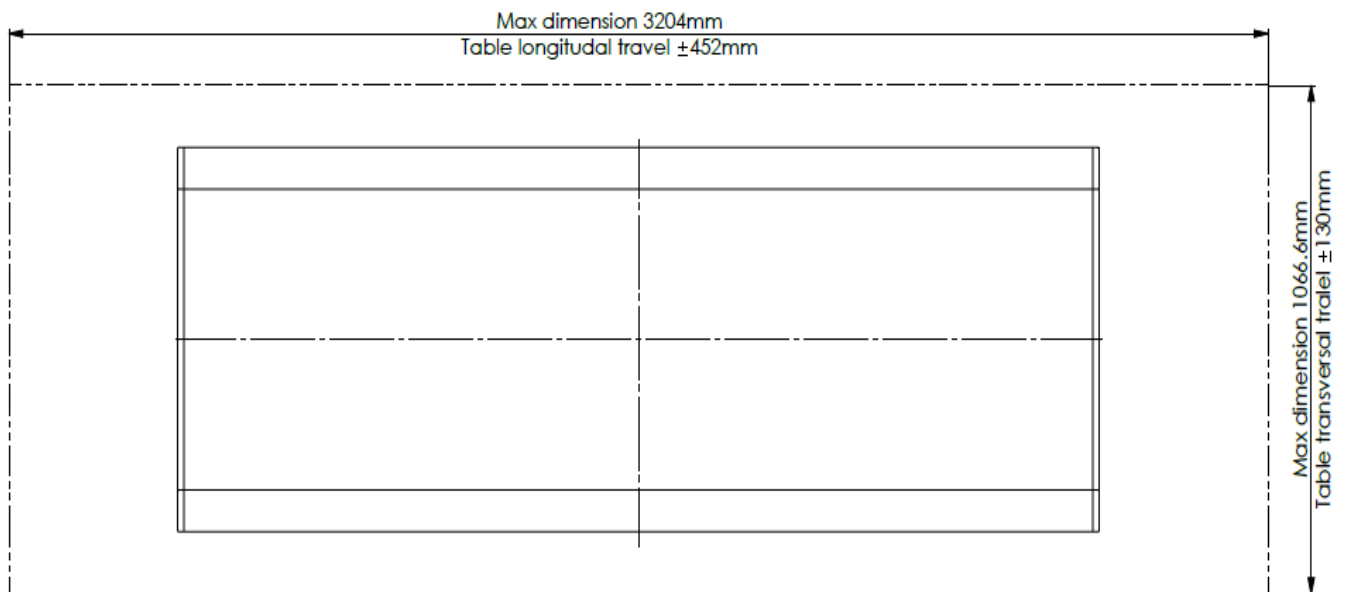 Max dimension 3204mm
Table longitudal travel ±452mm
Max dimension 1066.6mm
Table transversal tralel ±130mm